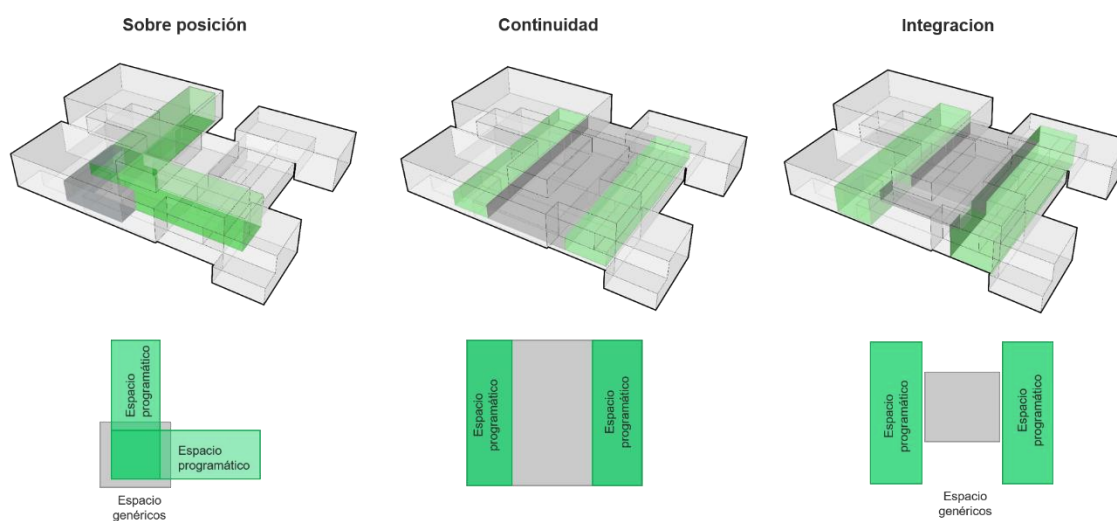 Sobre posición
Continuidad
Integracion
Espacio
programático
Espacio
programático
Espacio
genéricos
Espacio
programático
Espacio
programático
Espacio
programático
Espacio
programático
Espacio
genéricos